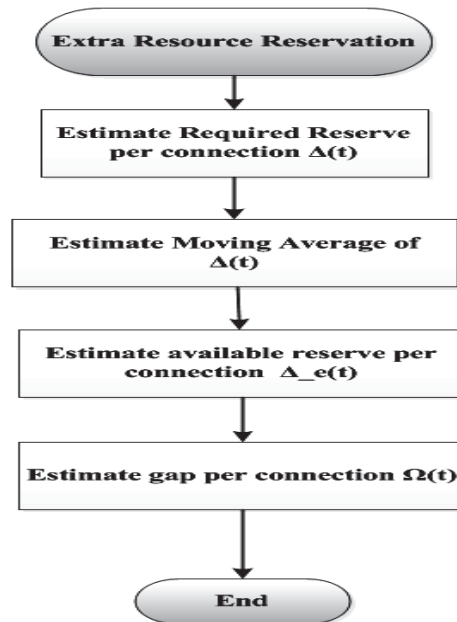 Extra Resource Reservation
Estimate Required Reserve
per connection Δ(t)
Estimate Moving Average of
Δ(t)
Estimate available reserve per
connection Δ_e(t)
Estimate gap per connection Ω(t)
End